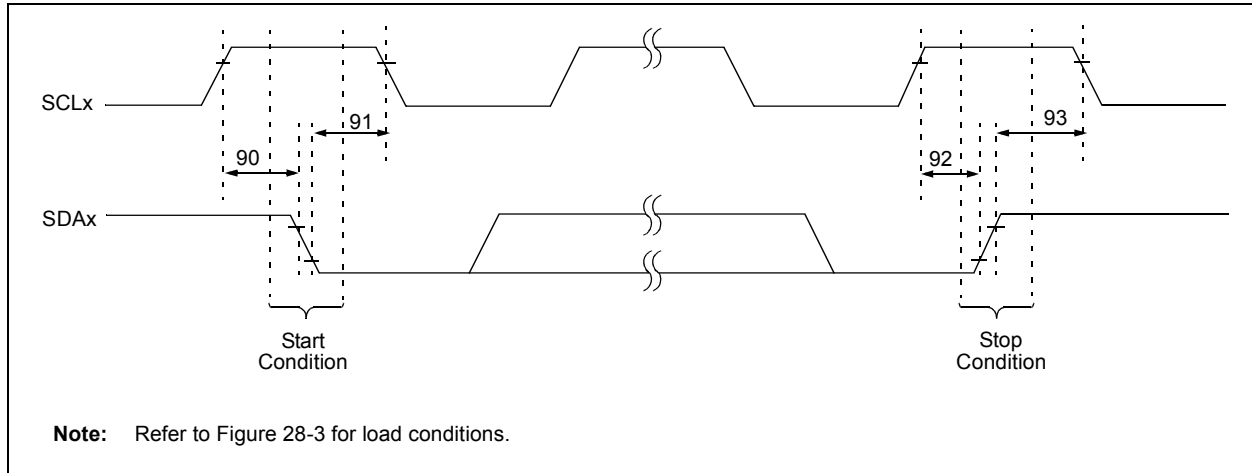 SCLx
91
93
90
92
SDAx
Start
Condition
Stop
Condition
Note: Refer to Figure 28-3 for load conditions.